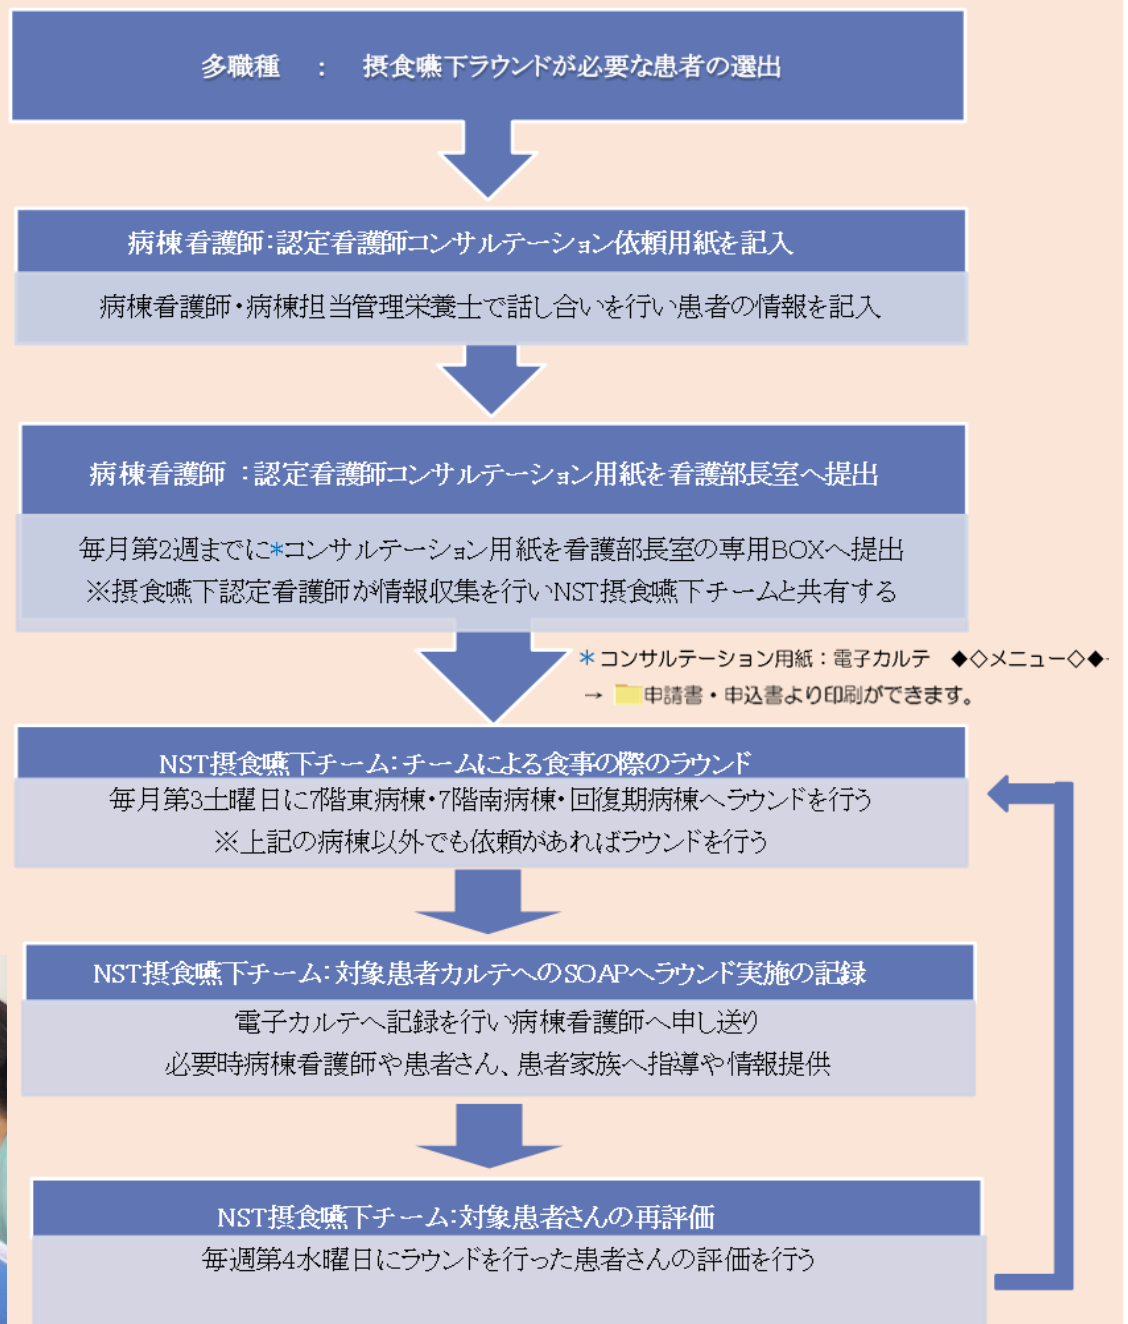 多職種　：　摂食嚥下ラウンドが必要な患者の選出
病棟看護師：認定看護師コンサルテーション依頼用紙を記入
病棟看護師・病棟担当管理栄養士で話し合いを行い患者の情報を記入
病棟看護師 ：認定看護師コンサルテーション用紙を看護部長室へ提出
毎月第2週までに*コンサルテーション用紙を看護部長室の専用BOXへ提出
※摂食嚥下認定看護師が情報収集を行いNST摂食嚥下チームと共有する
* コンサルテーション用紙：電子カルテ　◆◇メニュー◇◆
→ 申請書・申込書より印刷ができます。
NST摂食嚥下チーム：チームによる食事の際のラウンド
毎月第3土曜日に7階東病棟・7階南病棟・回復期病棟へラウンドを行う
※上記の病棟以外でも依頼があればラウンドを行う
NST摂食嚥下チーム：対象患者カルテへのSOAPへラウンド実施の記録
電子カルテへ記録を行い病棟看護師へ申し送り
必要時病棟看護師や患者さん、患者家族へ指導や情報提供
NST摂食嚥下チーム：対象患者さんの再評価
毎週第4水曜日にラウンドを行った患者さんの評価を行う